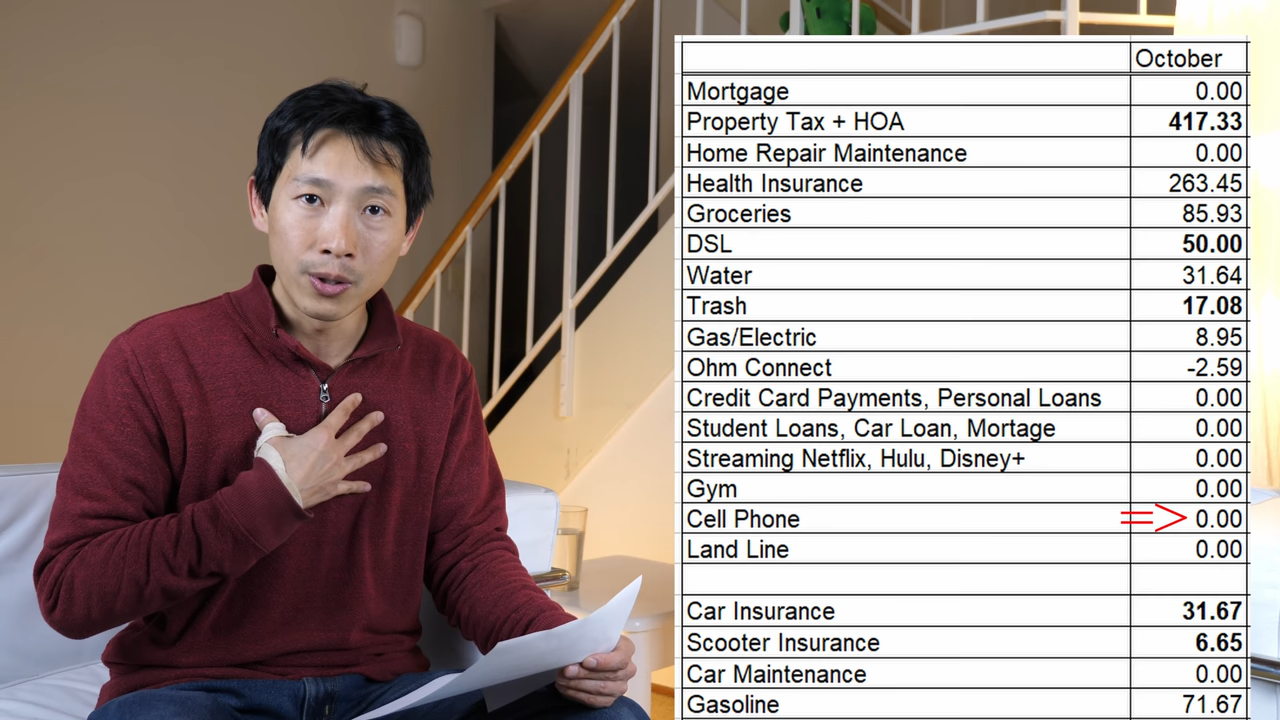 October
Mortgage 0.00
Property Tax + HOA 417.33
Home Repair Maintenance 0.00
Health Insurance 263.45
Groceries 85.93
DSL 50.00
Water 31.64
Trash 17.08
Gas/Electric 8.95
Ohm Connect -2.59
Credit Card Payments, Personal Loans 0.00
Student Loans, Car Loan, Mortage 0.00
Streaming Netflix, Hulu, Disney+ 0.00
Gym 0.00
Cell Phone 0.00
Land Line 0.00
Car Insurance 31.67
Scooter Insurance 6.65
Car Maintenance 0.00
Gasoline 71.67